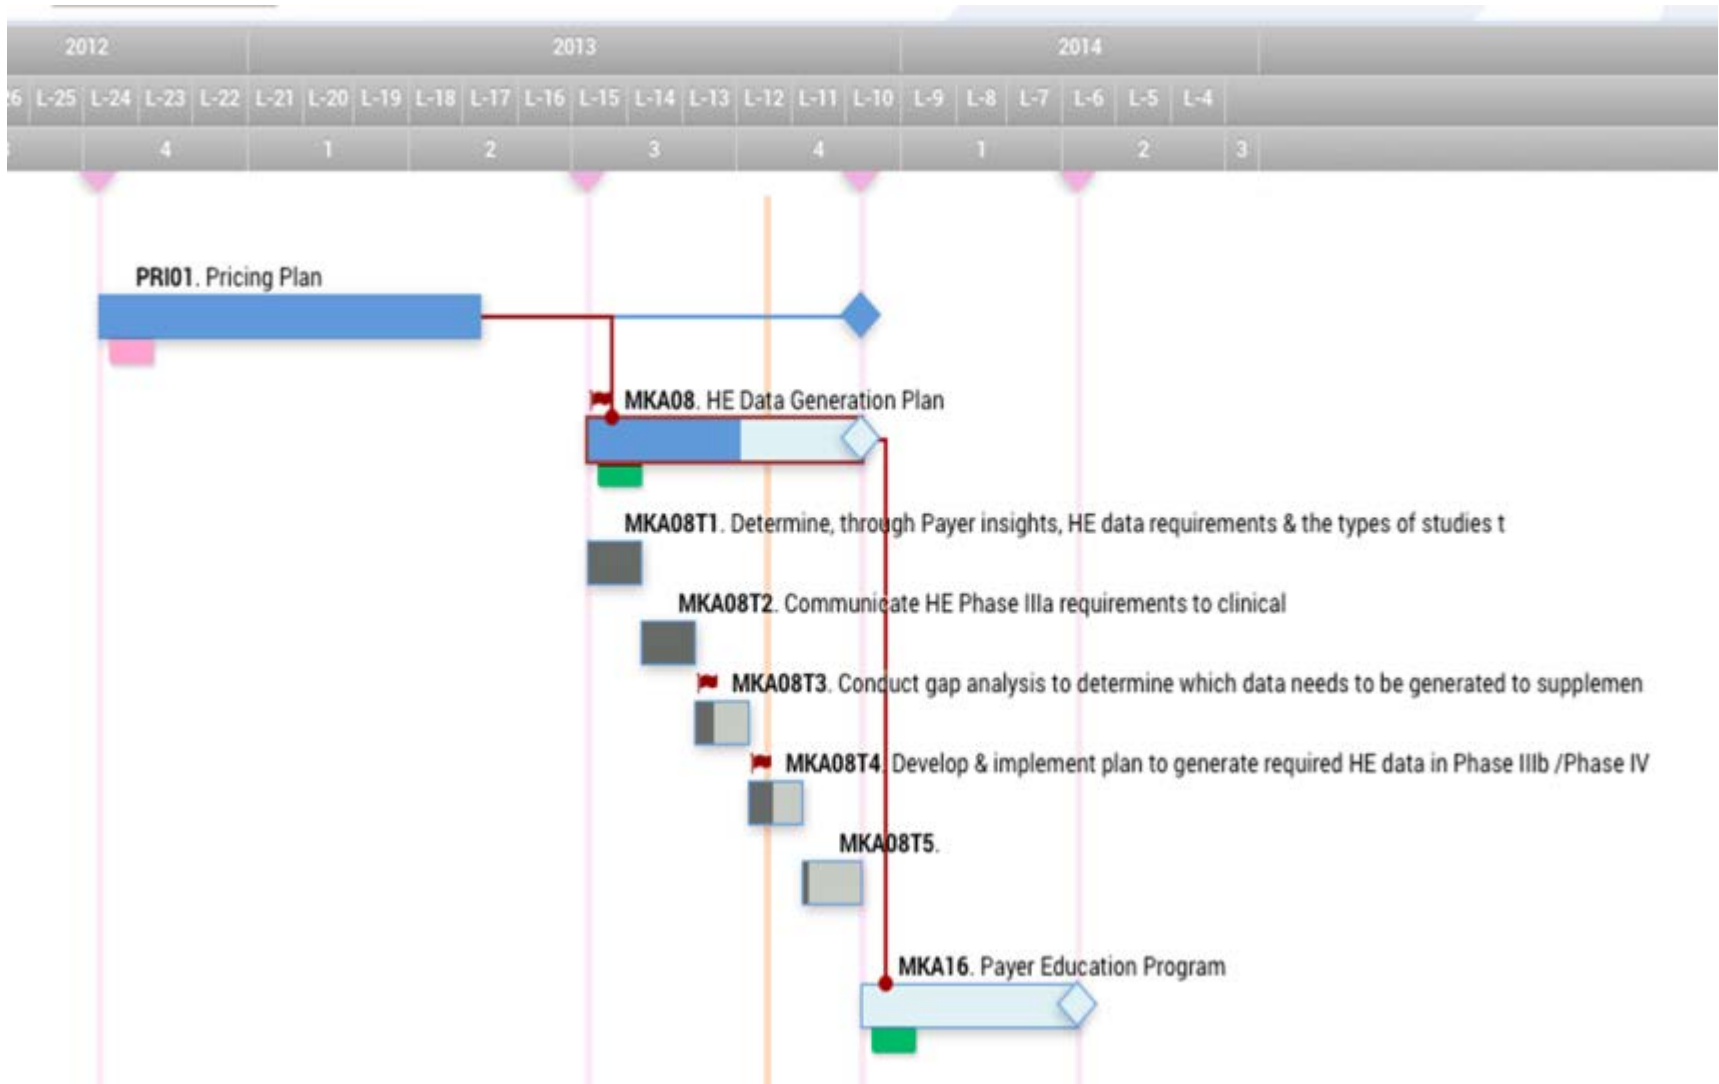 2012 2013 2014
26 L-25 L-24 L-23 L-22 L-21 L-20 L-19 L-18 L-17 L-16 L-15 L-14 L-13 L-12 L-11 L-10 L-9 L-8 L-7 L-6 L-5 L-4
4 1 2 3 4 1 2 3
PRI01. Pricing Plan
MKA08. HE Data Generation Plan
MKA08T1. Determine, through Payer insights, HE data requirements & the types of studies t
MKA08T2. Communicate HE Phase IIIa requirements to clinical
MKA08T3. Conduct gap analysis to determine which data needs to be generated to supplemen
MKA08T4. Develop & implement plan to generate required HE data in Phase IIIb /Phase IV
MKA08T5.
MKA16. Payer Education Program